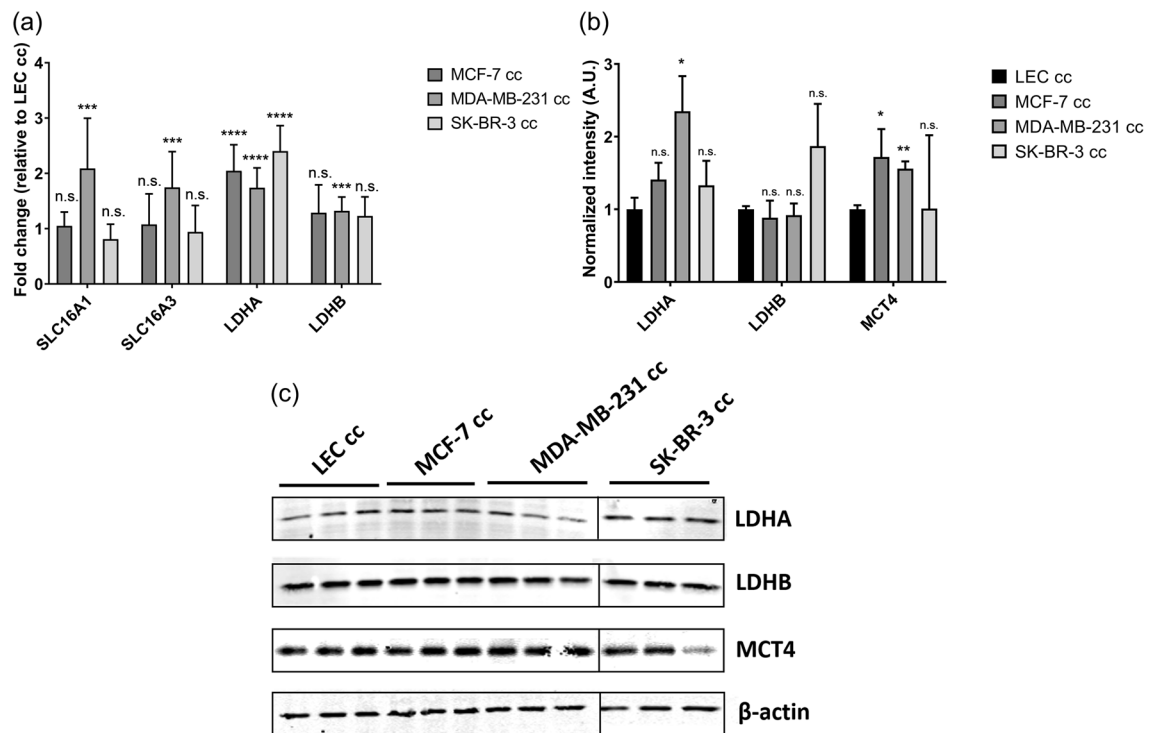 (a)
Fold change (relative to LEC cc)
4
3
2
1
0
n.s.
***
n.s.
n.s.
***
n.s.
****
****
****
n.s.
***
n.s.
SLC16A1
SLC16A3
LDHA
LDHB
MCF-7 cc
MDA-MB-231 cc
SK-BR-3 cc
(b)
Normalized intensity (A.U.)
3
2
1
0
n.s.
*
n.s.
n.s.
n.s.
n.s.
*
**
n.s.
LDHA
LDHB
MCT4
LEC cc
MCF-7 cc
MDA-MB-231 cc
SK-BR-3 cc
(c)
LEC cc
MCF-7 cc
MDA-MB-231 cc
SK-BR-3 cc
LDHA
LDHB
MCT4
β-actin